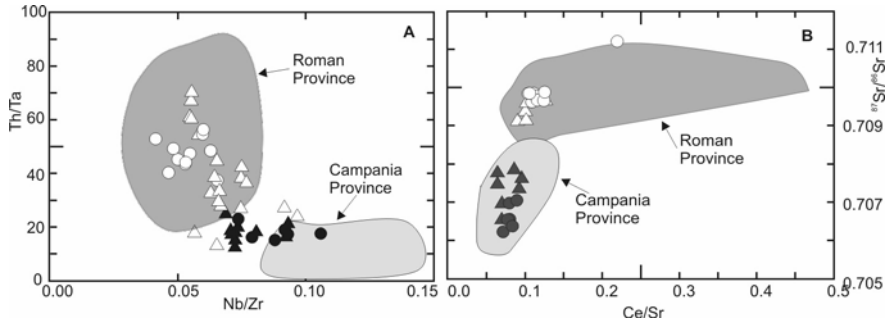 100
80
60
40
20
0
Th/Ta
0.0
0.05
0.10
0.15
Nb/Zr
A
Roman
Province
Campania
Province
B
Roman
Province
Campania
Province
0.711
0.709
0.707
0.705
⁸⁷Sr/⁸⁶Sr
0.0
0.1
0.2
0.3
0.4
0.5
Ce/Sr